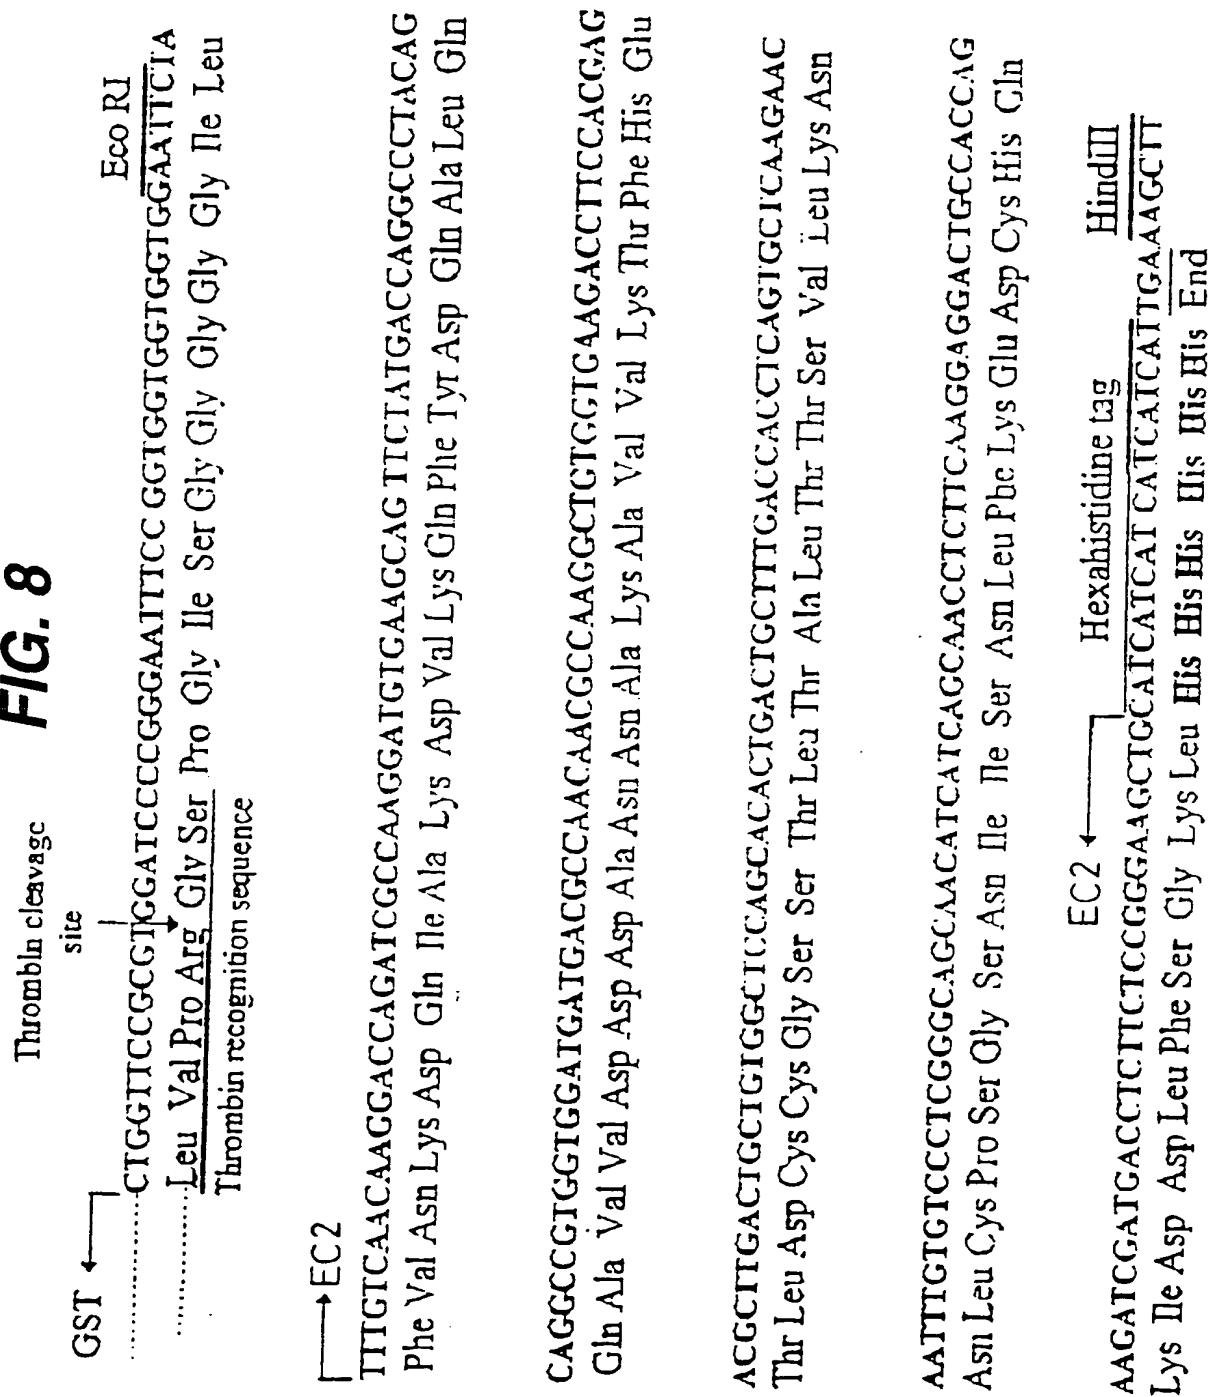 FIG. 8
Thrombin cleavage
site
GST
Eco RI
CTGGTTCCGCGTGGATCCCCGGGAATTTCC GGTGGTGGTGGTGGAATTCTA
Leu Val Pro Arg Gly Ser Pro Gly Ile Ser Gly Gly Gly Gly Gly Ile Leu
Thrombin recognition sequence
EC2
TTTGTCAACAAGGACCAGATCGCCAAGGATGTGAAGCAG TTCTATGACCAGGCCCTACAG
Phe Val Asn Lys Asp Gln Ile Ala Lys Asp Val Lys Gln Phe Tyr Asp Gln Ala Leu Gln
CAGGCCGTGGTGGATGATGACGCCAACAACGCCAAGGCTGTGGTGAAGACCTTCCACGAG
Gln Ala Val Val Asp Asp Asp Ala Asn Asn Ala Lys Ala Val Val Lys Thr Phe His Glu
ACGCTTGACTGCTGTGGCTCCAGCACACTGACTGCTTTGACCACCTCAGTGCTCAAGAAC
Thr Leu Asp Cys Cys Gly Ser Ser Thr Leu Thr Ala Leu Thr Thr Ser Val Leu Lys Asn
AATTTGTGTCCCTCGGGCAGCAACATCATCAGCAACCTCTTCAAGGAGGACTGCCACCAG
Asn Leu Cys Pro Ser Gly Ser Asn Ile Ile Ser Asn Leu Phe Lys Glu Asp Cys His Gln
EC2
Hexahistidine tag
HindIII
AAGATCGATGACCTCTTCTCCGGGAAGCTGCATCATCAT CATCATCATTGAAAGCTT
Lys Ile Asp Asp Leu Phe Ser Gly Lys Leu His His His His His His End